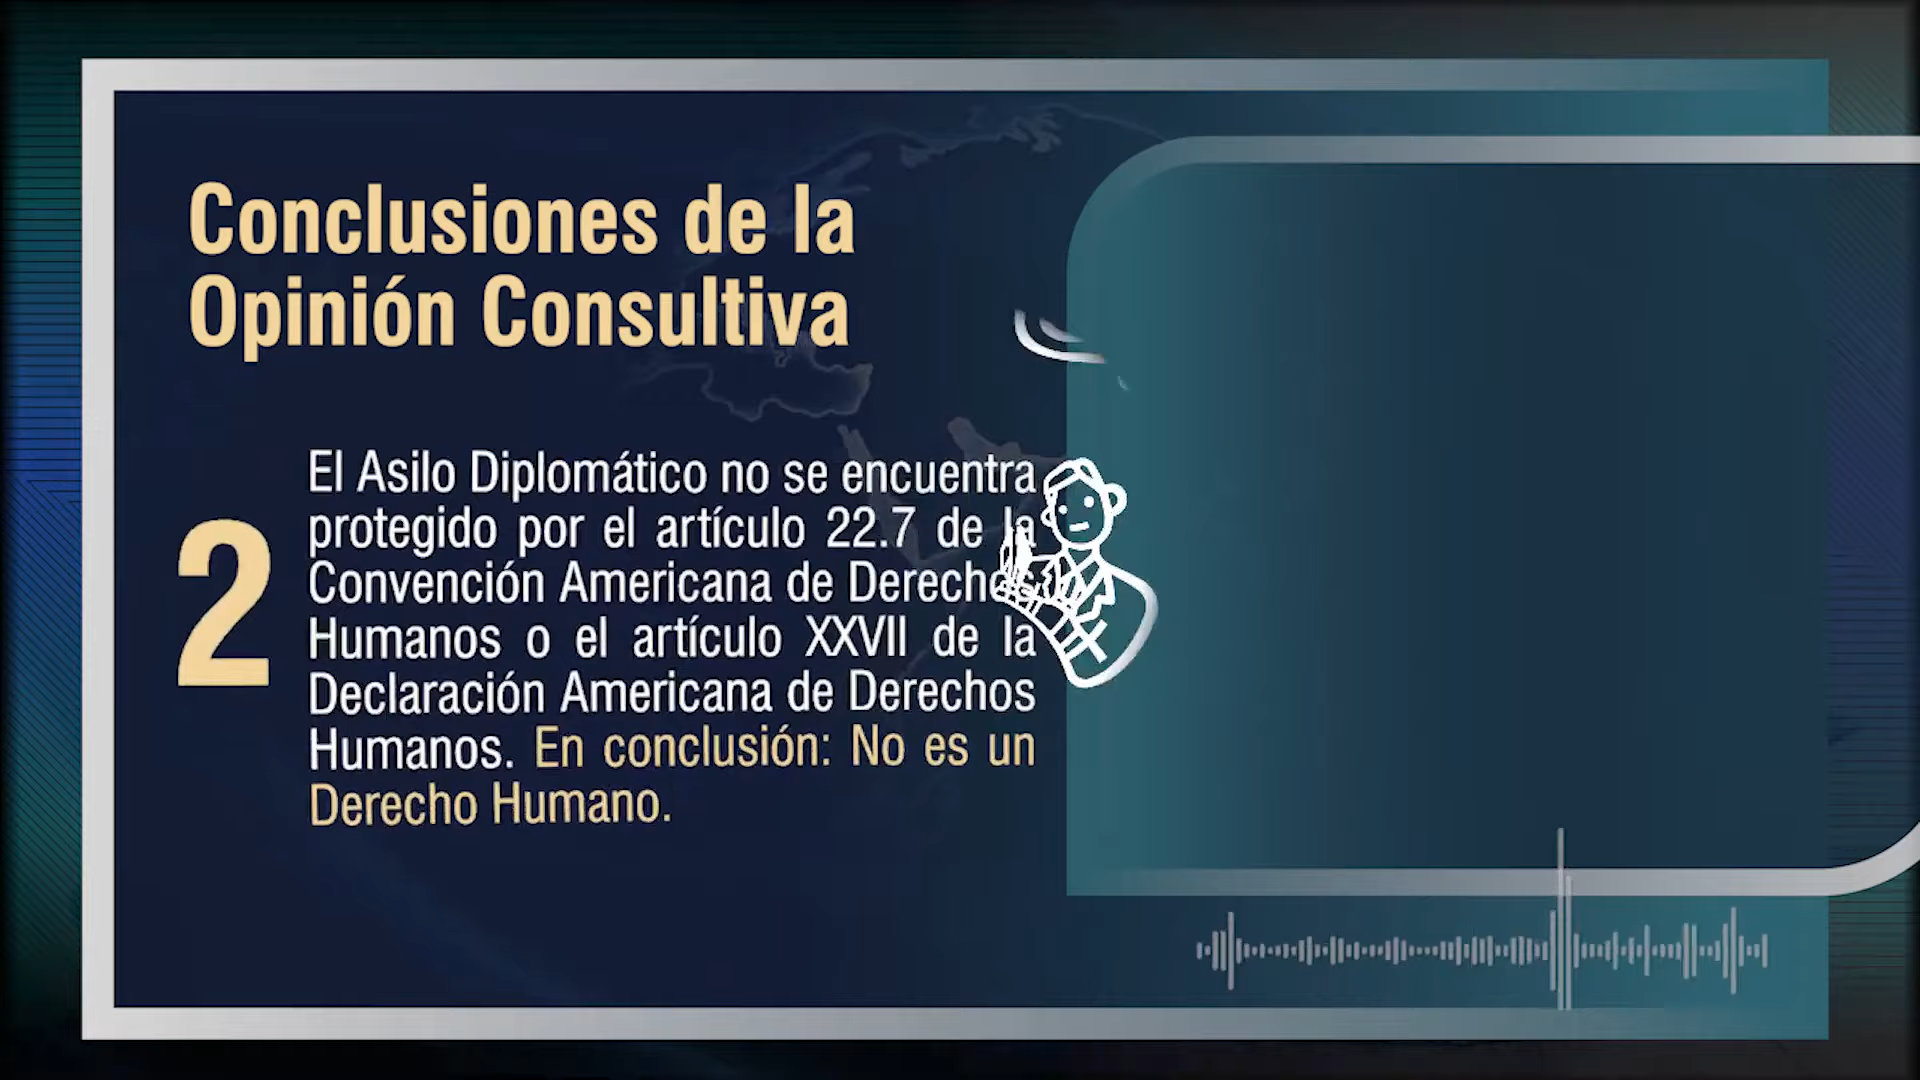 Conclusiones de la
Opinión Consultiva
2
El Asilo Diplomático no se encuentra
protegido por el artículo 22.7 de la
Convención Americana de Derechos
Humanos o el artículo XXVII de la
Declaración Americana de Derechos
Humanos. En conclusión: No es un
Derecho Humano.